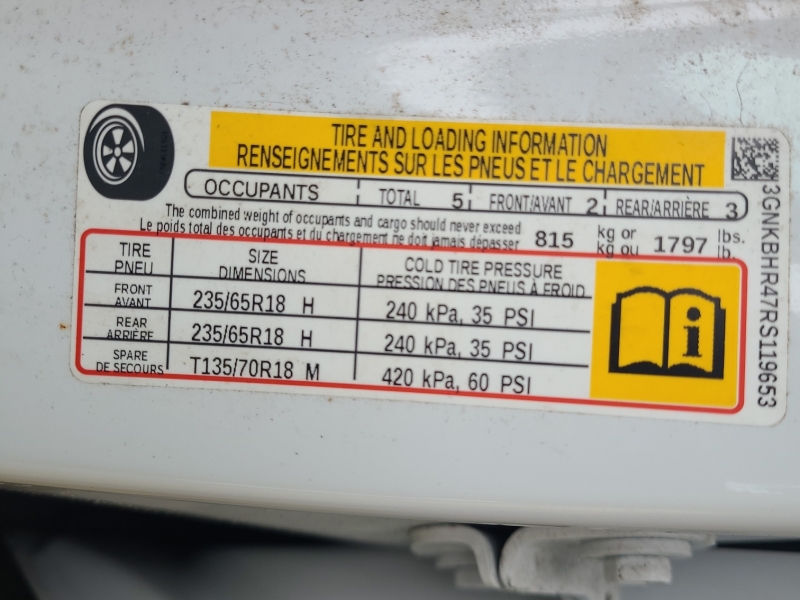 TIRE AND LOADING INFORMATION
RENSEIGNEMENTS SUR LES PNEUS ET LE CHARGEMENT
OCCUPANTS TOTAL 5 FRONT/AVANT 2 REAR/ARRIÈRE 3
The combined weight of occupants and cargo should never exceed 815 kg or 1797 lbs.
Le poids total des occupants et du chargement ne doit jamais dépasser kg ou lb.
TIRE SIZE COLD TIRE PRESSURE
PNEU DIMENSIONS PRESSION DES PNEUS À FROID
FRONT
AVANT 235/65R18 H 240 kPa, 35 PSI
REAR
ARRIÈRE 235/65R18 H 240 kPa, 35 PSI
SPARE
DE SECOURS T135/70R18 M 420 kPa, 60 PSI
3GNKBHR47RS119653